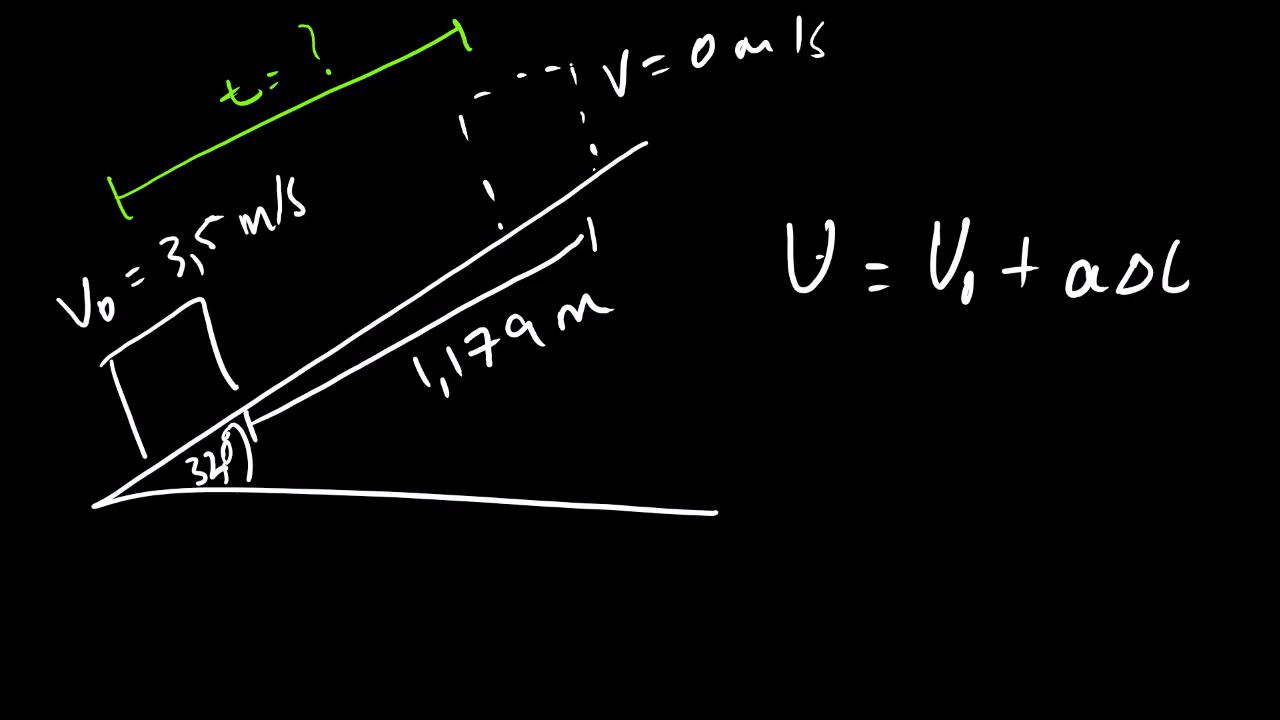 t = ?
V = 0 m/s
V₀ = 3,5 m/s
V = V₀ + aΔt
1,179 m
32°